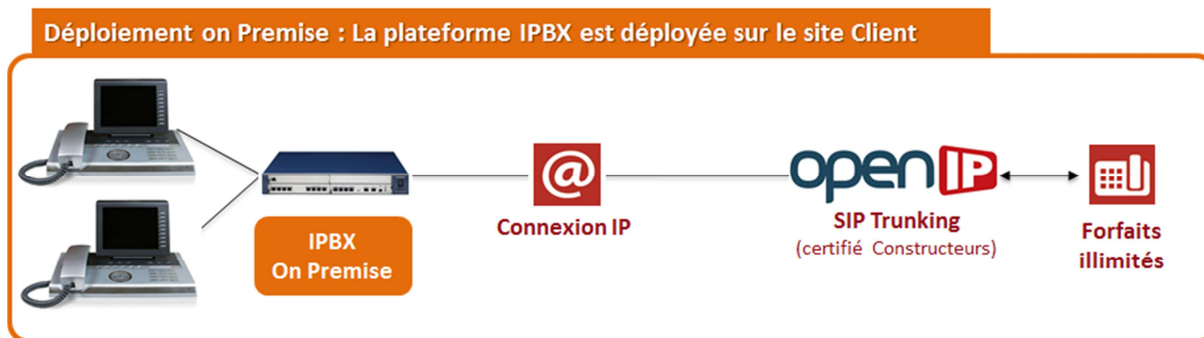 Déploiement on Premise : La plateforme IPBX est déployée sur le site Client
@
IPBX
On Premise
Connexion IP
openIP
SIP Trunking
(certifié Constructeurs)
Forfaits
illimités